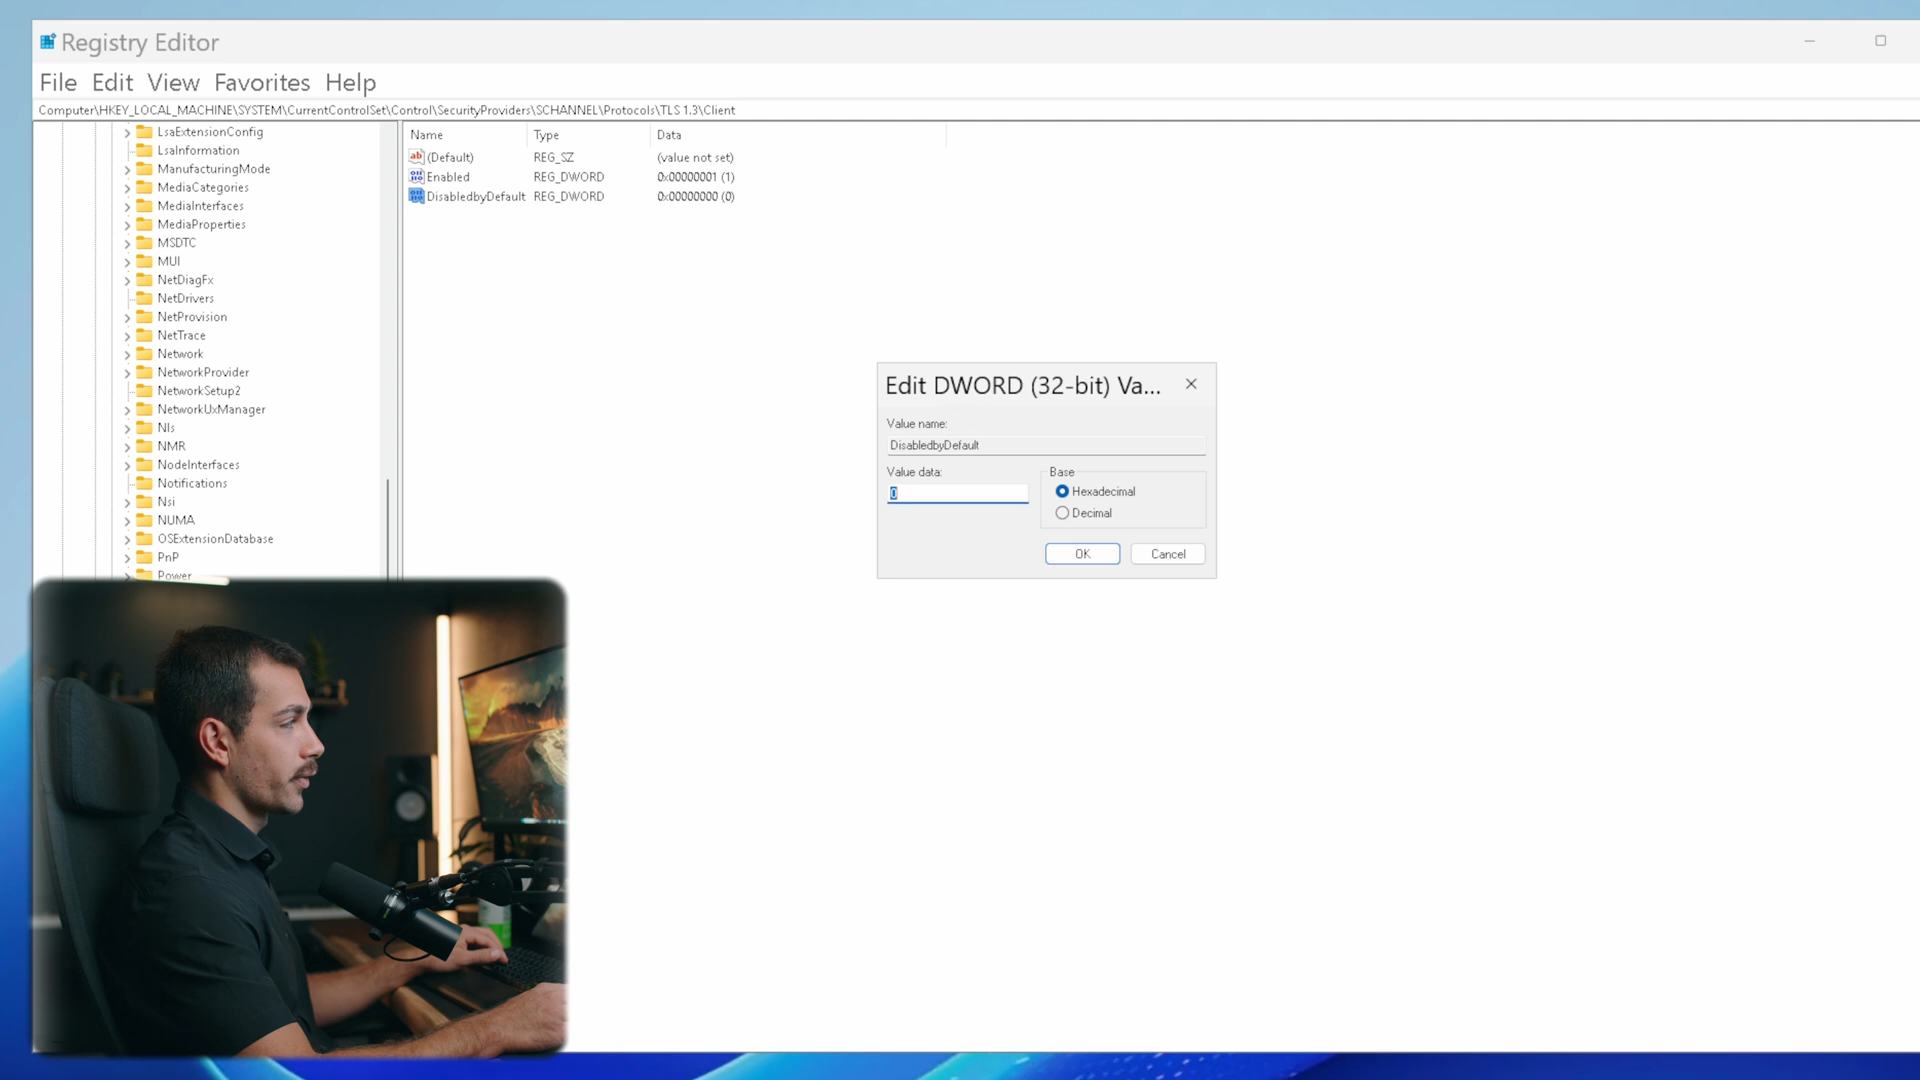 Registry Editor
File Edit View Favorites Help
Computer\HKEY_LOCAL_MACHINE\SYSTEM\CurrentControlSet\Control\SecurityProviders\SCHANNEL\Protocols\TLS 1.3\Client
LsaExtensionConfig
LsaInformation
ManufacturingMode
MediaCategories
MediaInterfaces
MediaProperties
MSDTC
MUI
NetDiagFx
NetDrivers
NetProvision
NetTrace
Network
NetworkProvider
NetworkSetup2
NetworkUxManager
Nls
NMR
NodeInterfaces
Notifications
Nsi
NUMA
OSExtensionDatabase
PnP
Power
Name Type Data
(Default) REG_SZ (value not set)
Enabled REG_DWORD 0x00000001 (1)
DisabledbyDefault REG_DWORD 0x00000000 (0)
Edit DWORD (32-bit) Va...
Value name:
DisabledbyDefault
Value data:
0
Base
Hexadecimal
Decimal
OK Cancel